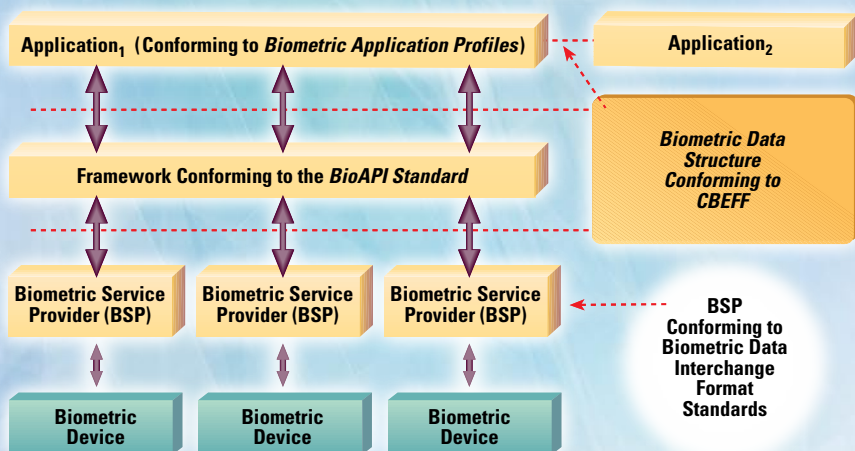 Application₁ (Conforming to Biometric Application Profiles)
Application₂
Biometric Data
Structure
Conforming to
CBEFF
Framework Conforming to the BioAPI Standard
Biometric Service
Provider (BSP)
Biometric Service
Provider (BSP)
Biometric Service
Provider (BSP)
BSP
Conforming to
Biometric Data
Interchange
Format
Standards
Biometric
Device
Biometric
Device
Biometric
Device